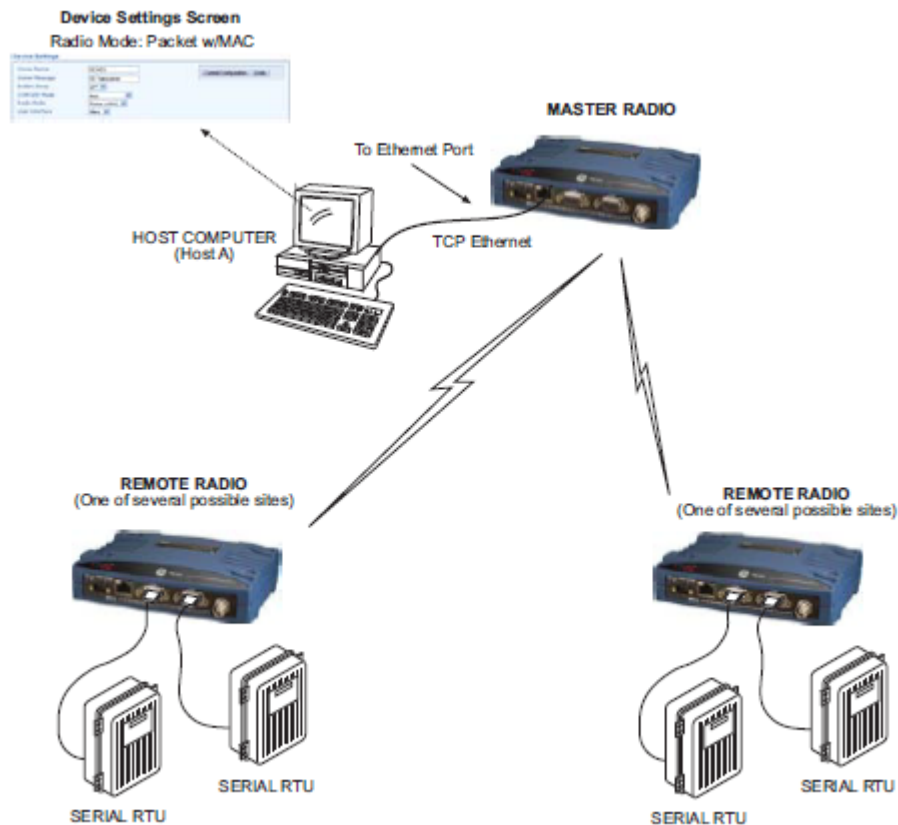 Device Settings Screen
Radio Mode: Packet w/MAC
Device Settings
MASTER RADIO
To Ethernet Port
HOST COMPUTER
(Host A)
TCP Ethernet
REMOTE RADIO
(One of several possible sites)
REMOTE RADIO
(One of several possible sites)
SERIAL RTU
SERIAL RTU
SERIAL RTU
SERIAL RTU